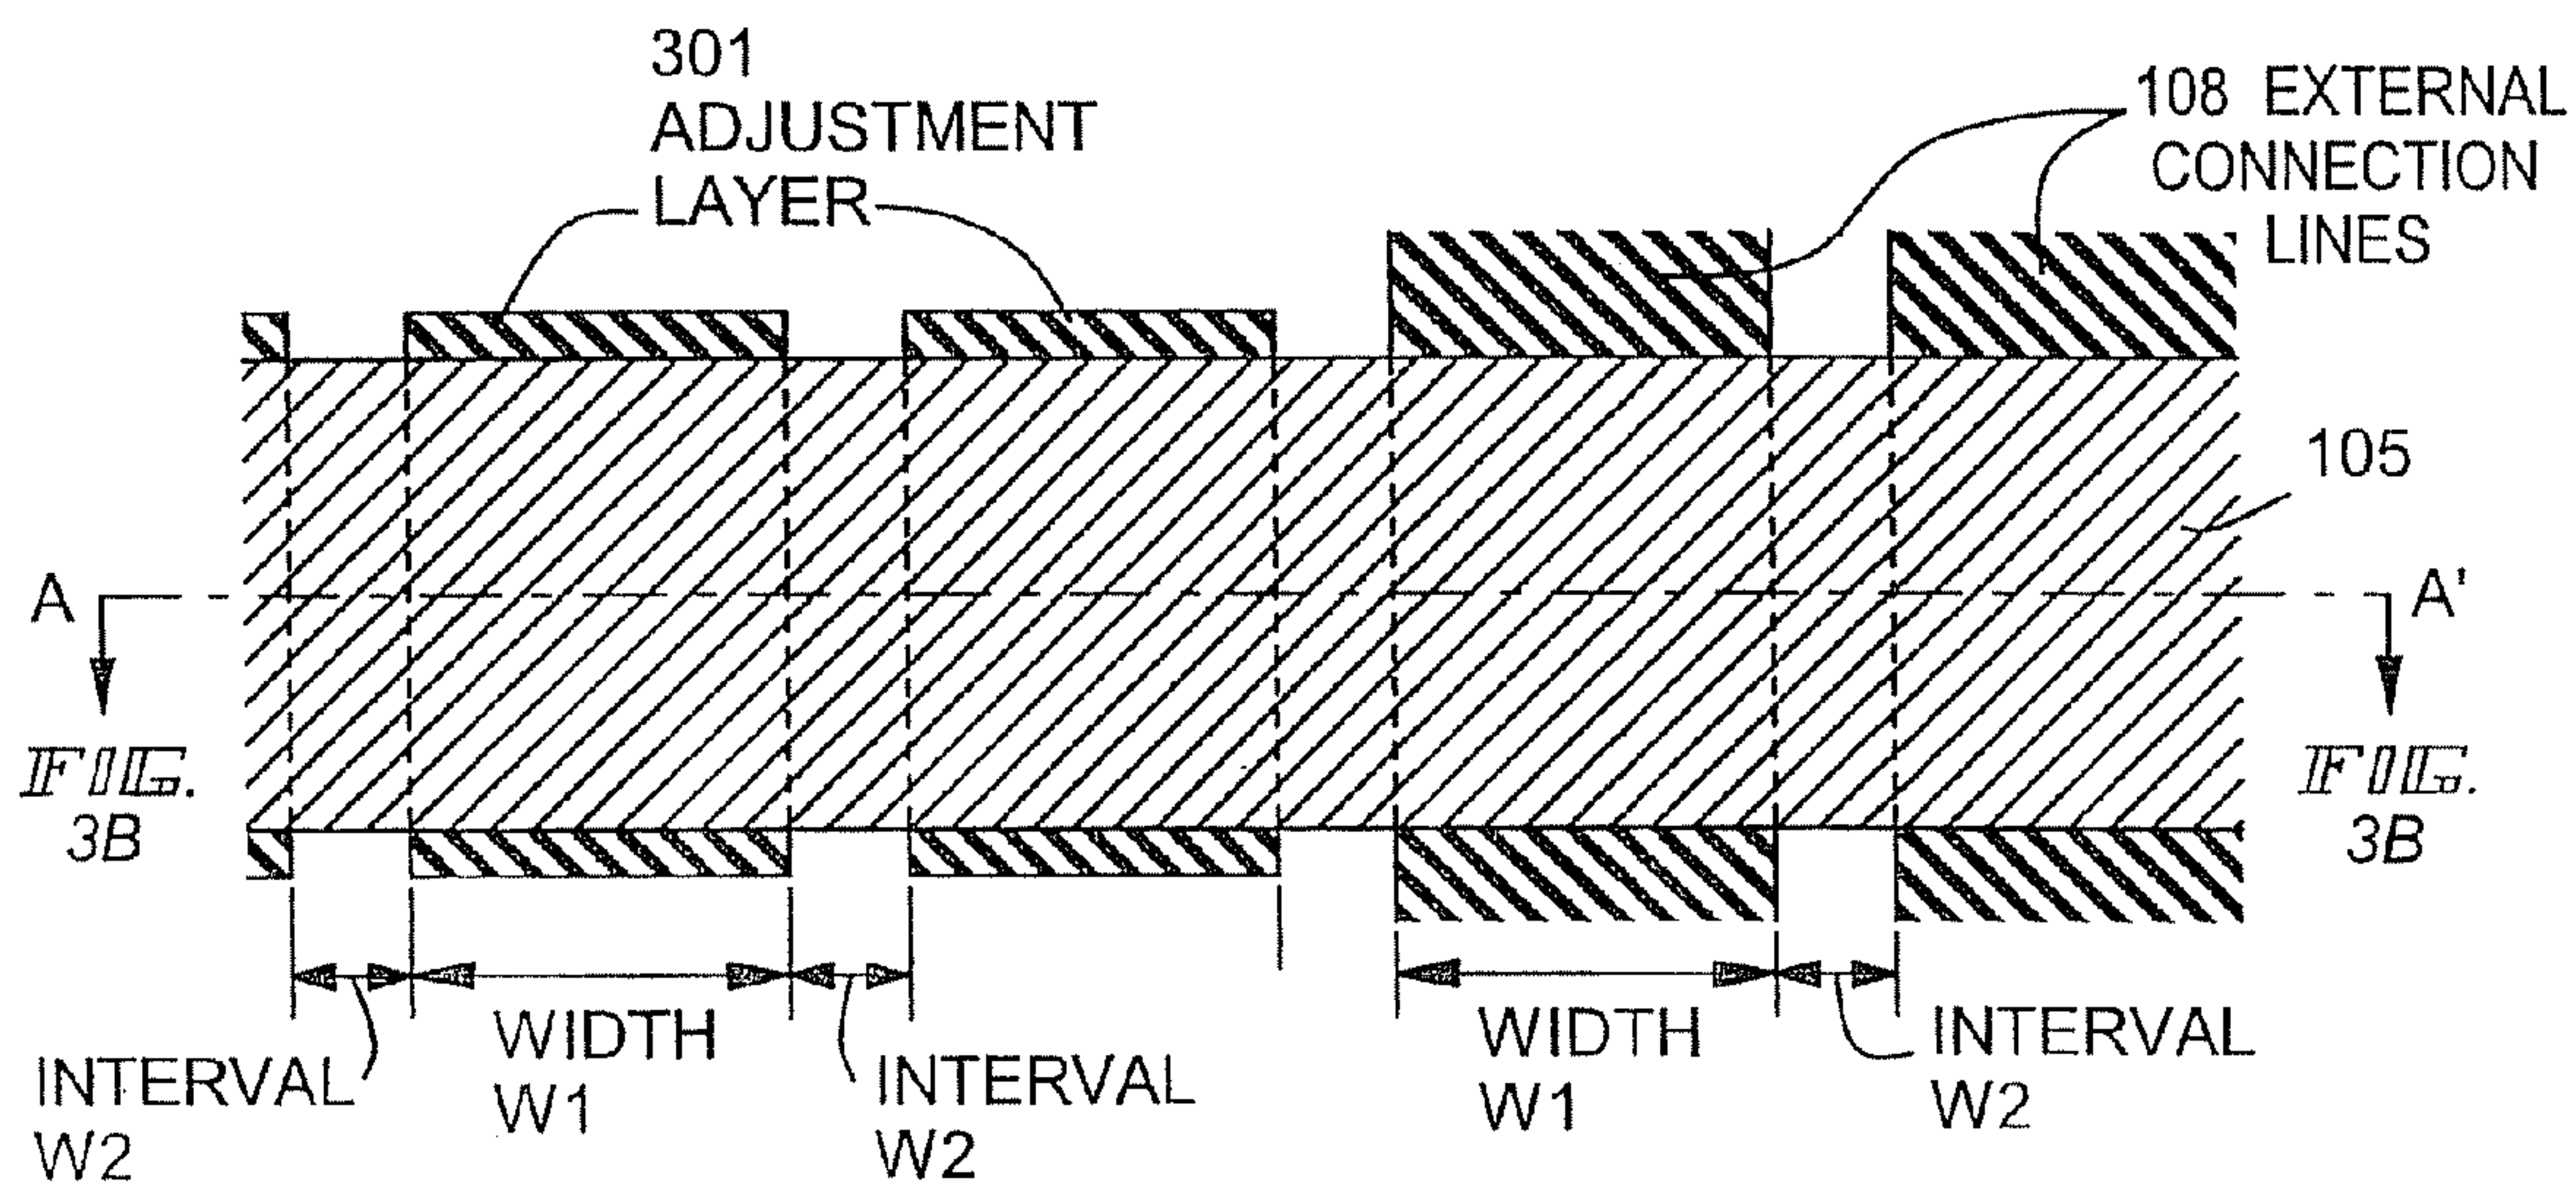 301
ADJUSTMENT
LAYER
108 EXTERNAL
CONNECTION
LINES
105
A
A'
FIG.
3B
FIG.
3B
INTERVAL
W2
WIDTH
W1
INTERVAL
W2
WIDTH
W1
INTERVAL
W2